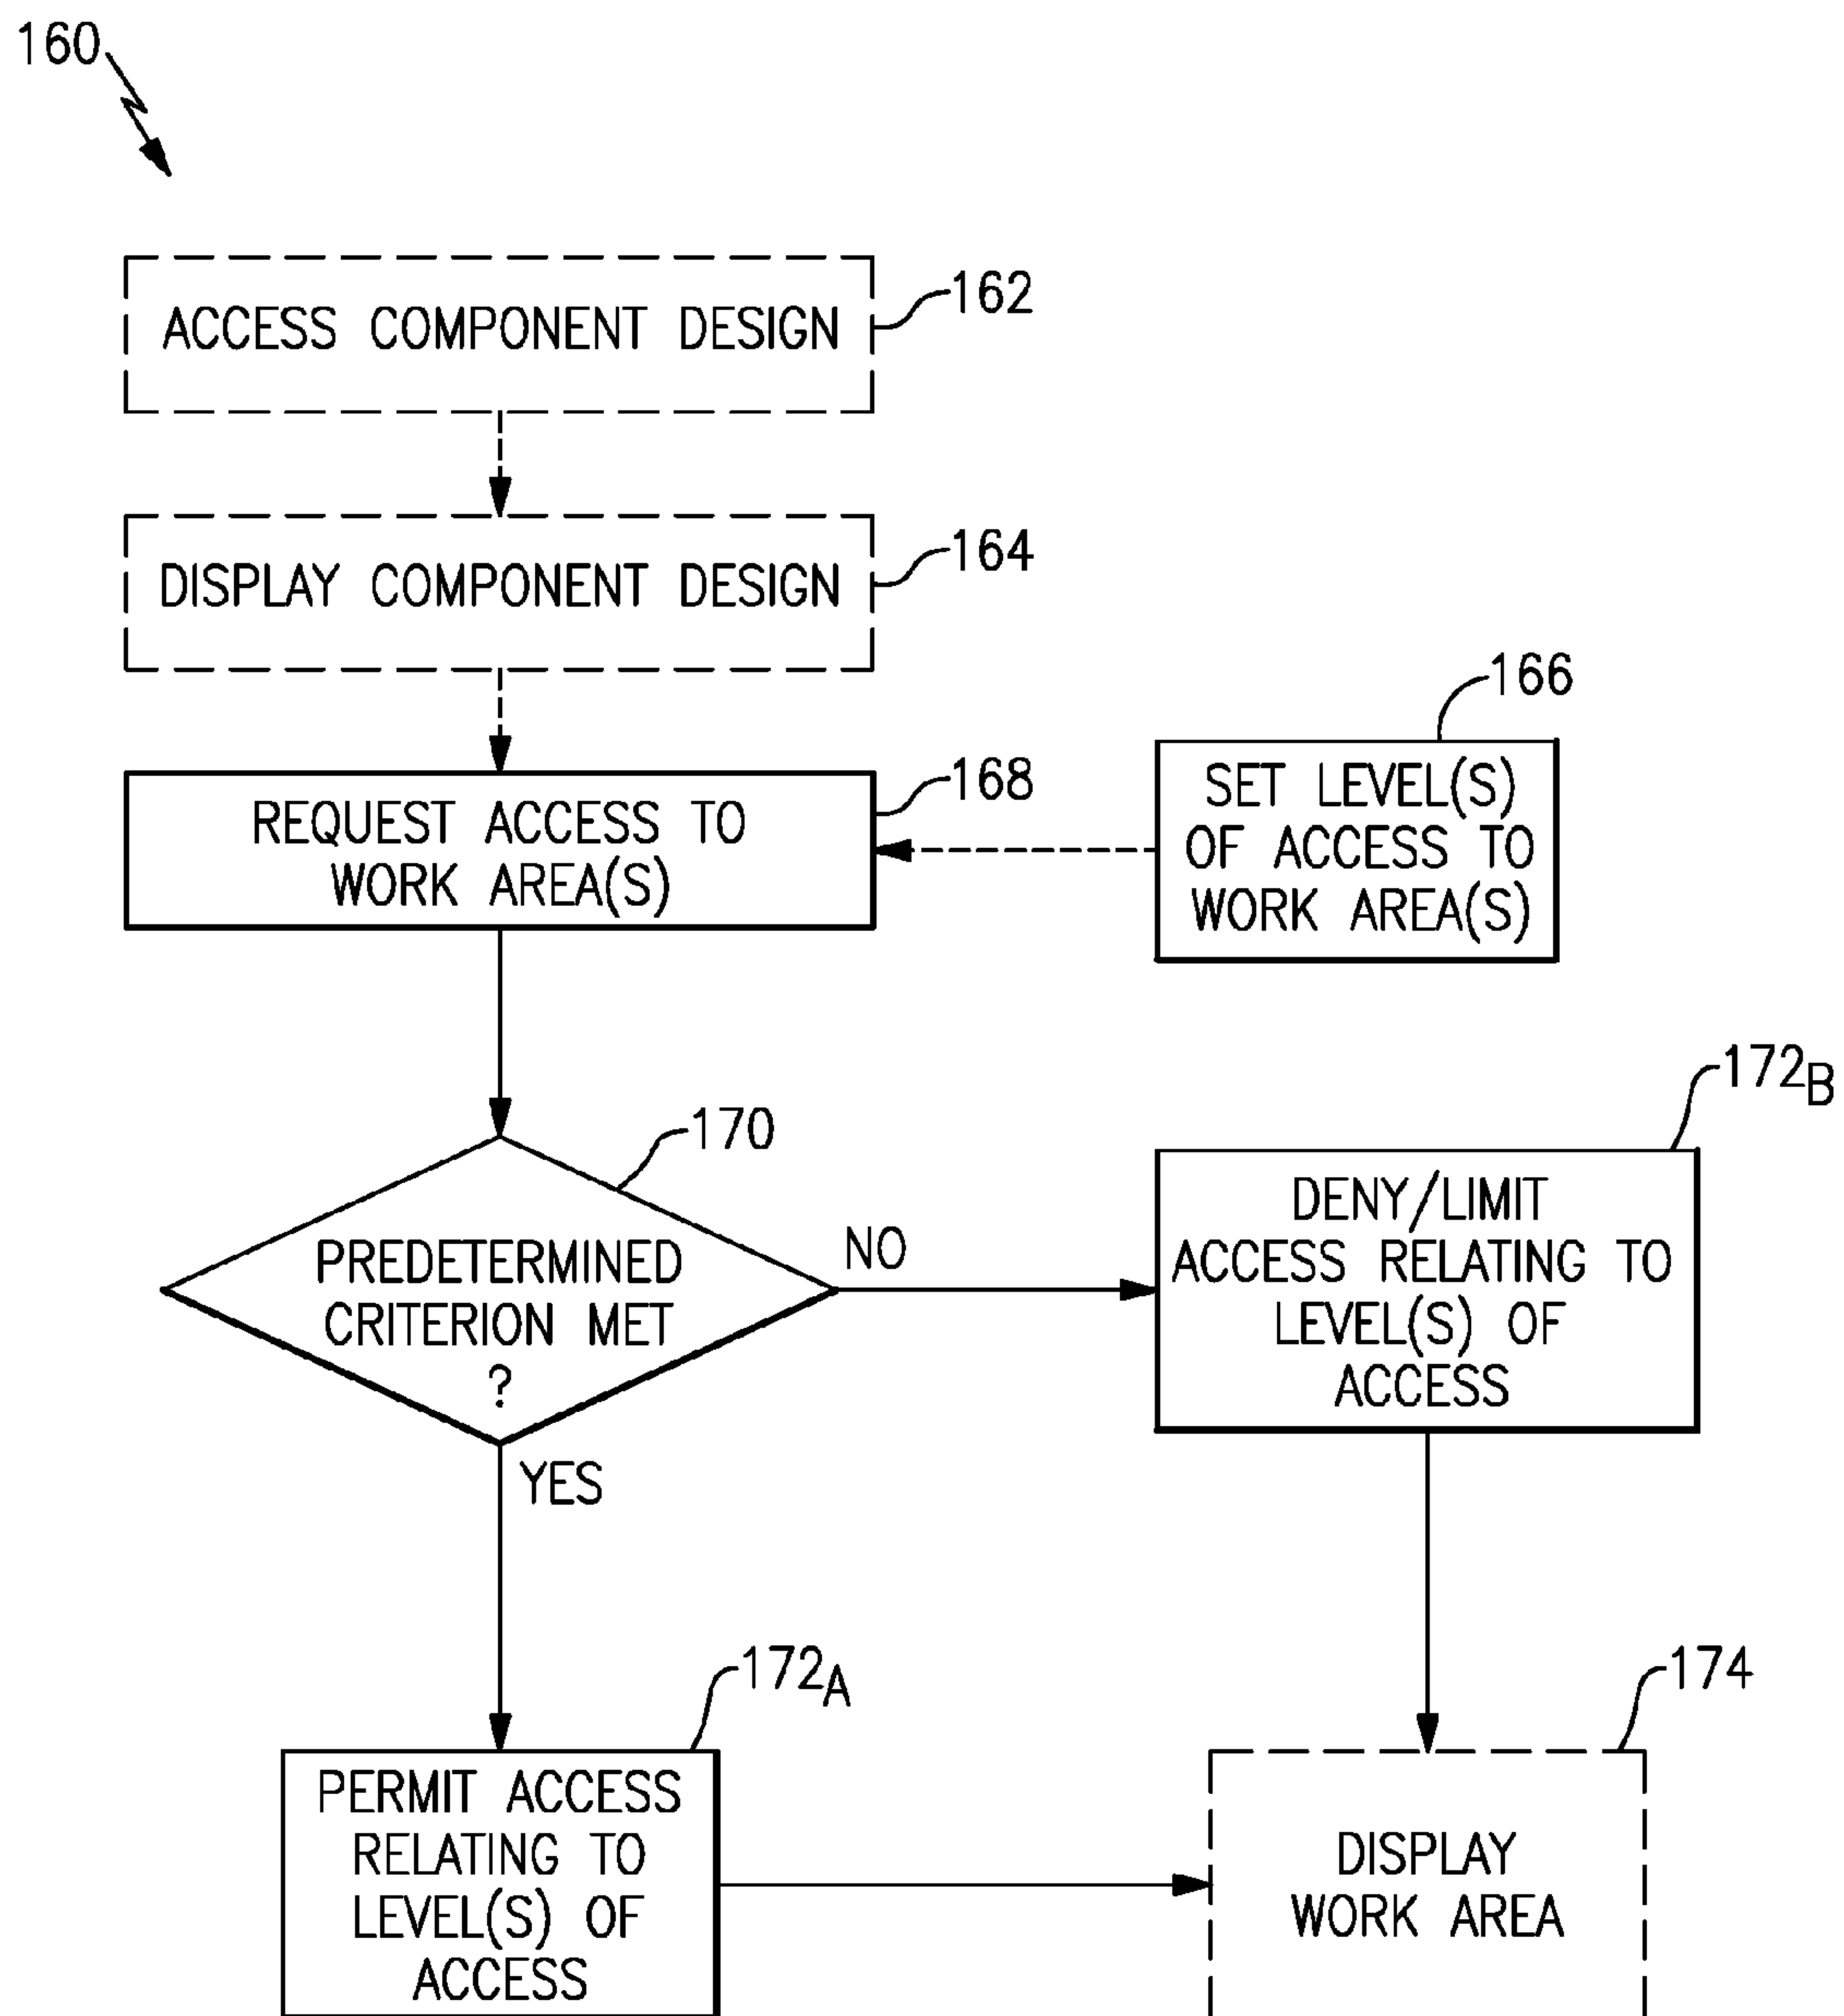 160
ACCESS COMPONENT DESIGN
162
DISPLAY COMPONENT DESIGN
164
166
SET LEVEL(S)
OF ACCESS TO
WORK AREA(S)
168
REQUEST ACCESS TO
WORK AREA(S)
170
PREDETERMINED
CRITERION MET
?
NO
YES
172B
DENY/LIMIT
ACCESS RELATING TO
LEVEL(S) OF
ACCESS
172A
PERMIT ACCESS
RELATING TO
LEVEL(S) OF
ACCESS
174
DISPLAY
WORK AREA